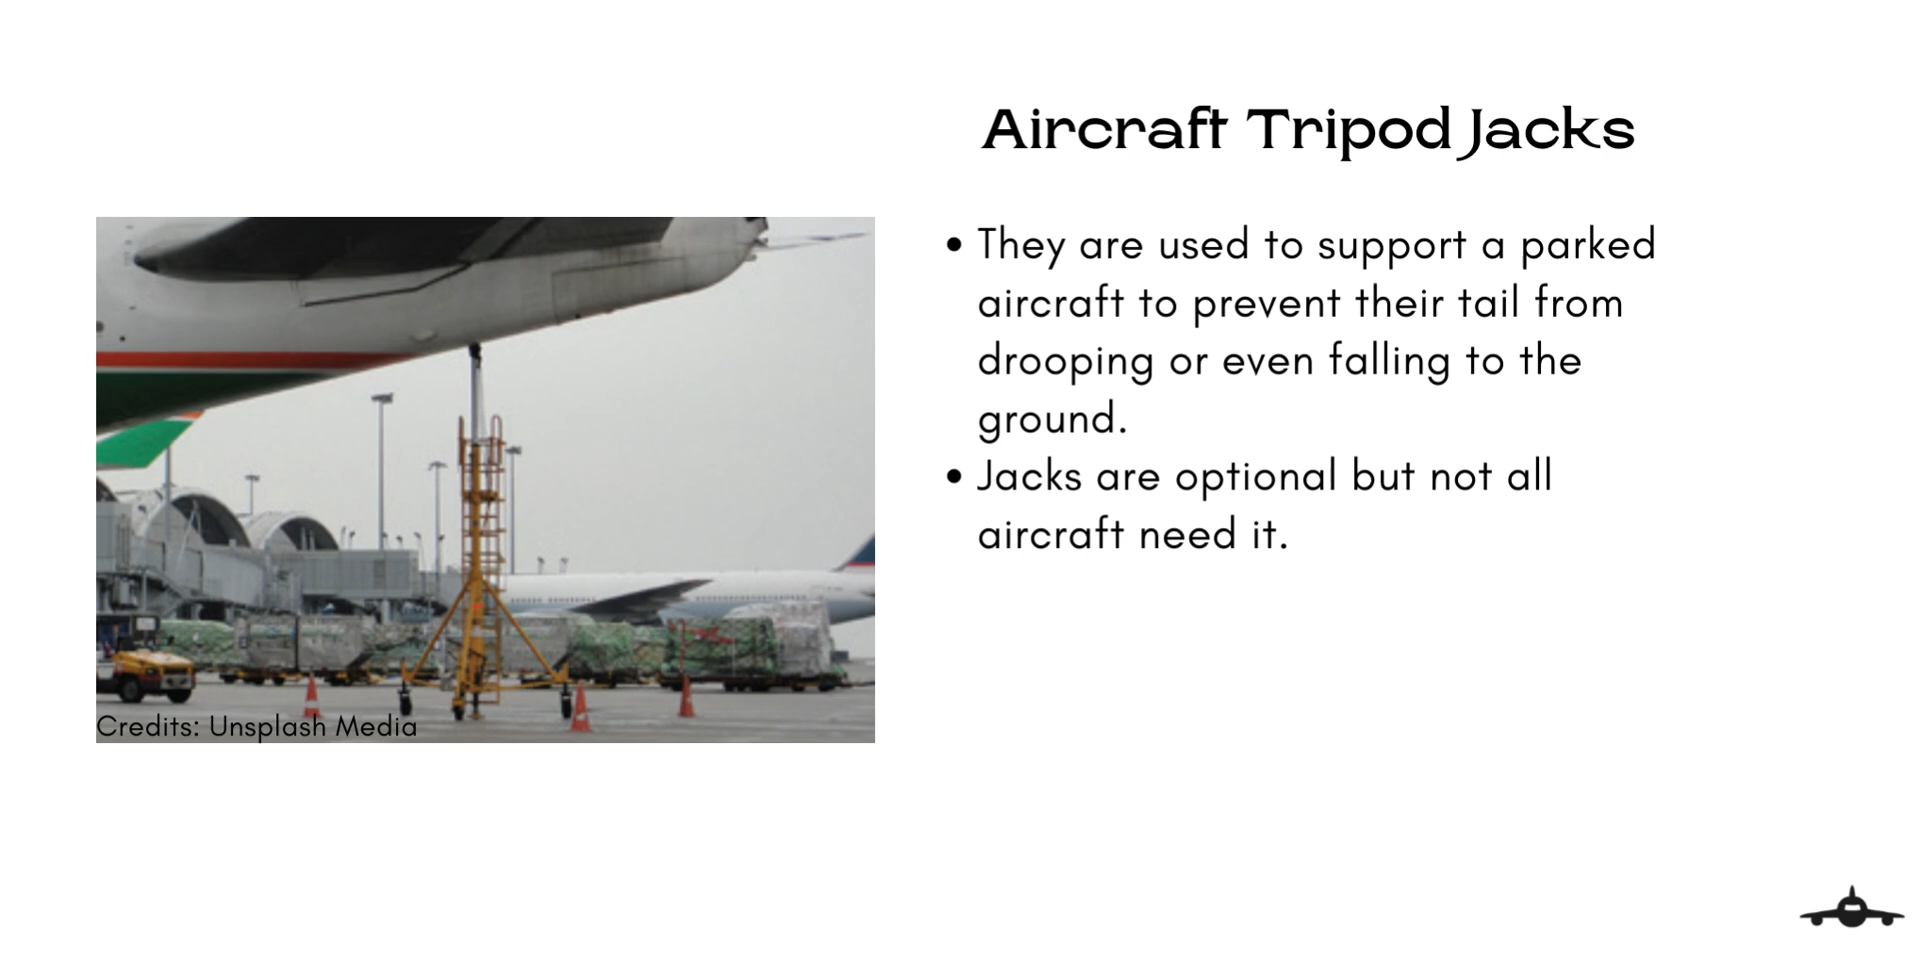 Aircraft Tripod Jacks
• They are used to support a parked
aircraft to prevent their tail from
drooping or even falling to the
ground.
• Jacks are optional but not all
aircraft need it.
Credits: Unsplash Media